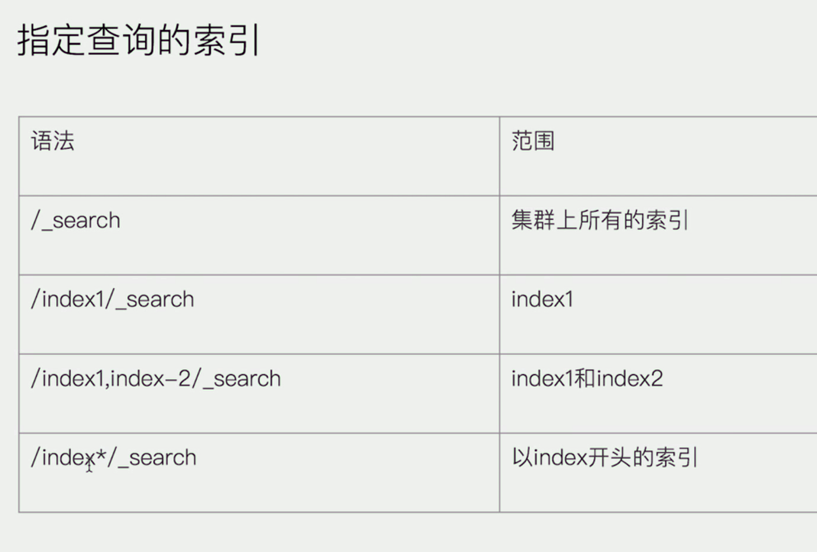 指定查询的索引
语法 范围
/_search 集群上所有的索引
/index1/_search index1
/index1,index-2/_search index1和index2
/index*/_search 以index开头的索引